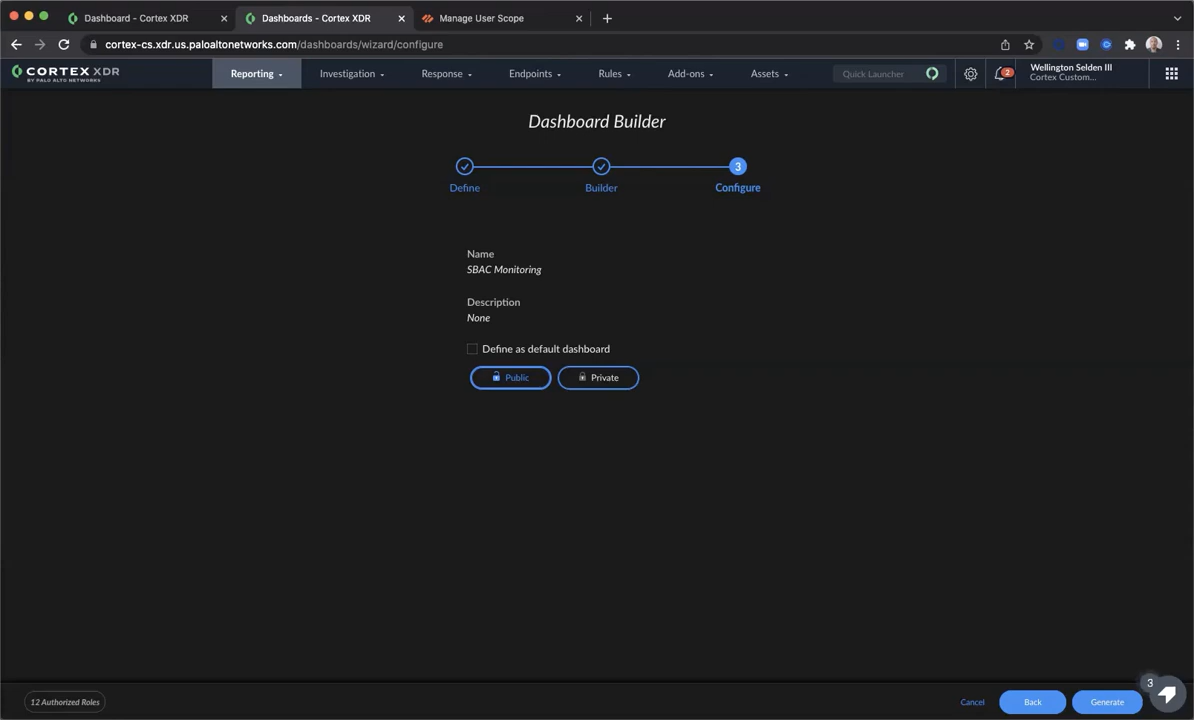 Dashboard - Cortex XDR
Dashboards - Cortex XDR
Manage User Scope
cortex-cs.xdr.us.paloaltonetworks.com/dashboards/wizard/configure
CORTEX XDR
BY PALO ALTO NETWORKS
Reporting
Investigation
Response
Endpoints
Rules
Add-ons
Assets
Quick Launcher
2
Wellington Selden III
Cortex Custom...
Dashboard Builder
3
Define
Builder
Configure
Name
SBAC Monitoring
Description
None
Define as default dashboard
Public
Private
12 Authorized Roles
Cancel
Back
Generate
3